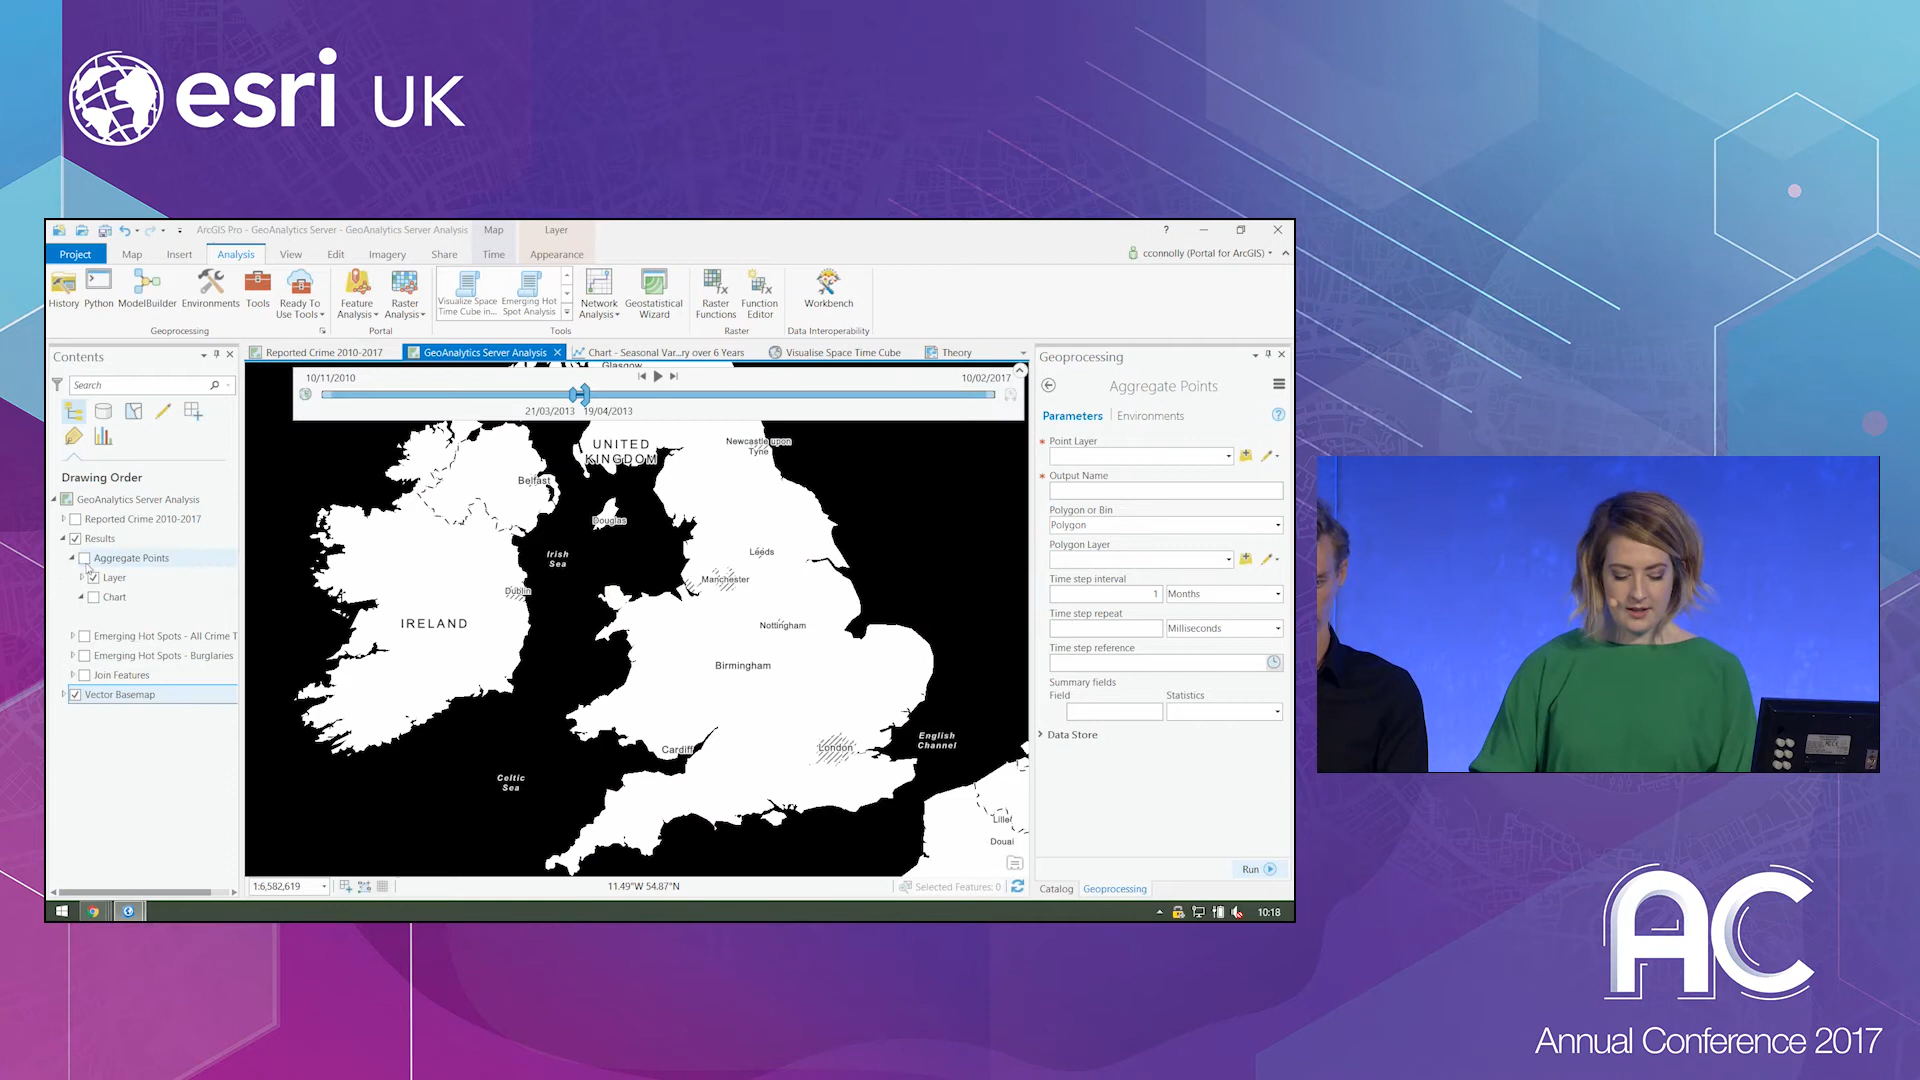 esri UK
ArcGIS Pro - GeoAnalytics Server - GeoAnalytics Server Analysis
Map
Layer
?
Project
Map
Insert
Analysis
View
Edit
Imagery
Share
Time
Appearance
cconnolly (Portal for ArcGIS)
History
Python
ModelBuilder
Environments
Tools
Ready To
Use Tools
Feature
Analysis
Raster
Analysis
Visualize Space
Time Cube in...
Emerging Hot
Spot Analysis
Network
Analysis
Geostatistical
Wizard
Raster
Functions
Function
Editor
Workbench
Geoprocessing
Portal
Tools
Raster
Data Interoperability
Contents
Search
Drawing Order
GeoAnalytics Server Analysis
Reported Crime 2010-2017
Results
Aggregate Points
Layer
Chart
Emerging Hot Spots - All Crime T
Emerging Hot Spots - Burglaries
Join Features
Vector Basemap
Reported Crime 2010-2017
GeoAnalytics Server Analysis
Chart - Seasonal Var...ry over 6 Years
Visualise Space Time Cube
Theory
10/11/2010
10/02/2017
21/03/2013
19/04/2013
Glasgow
UNITED
KINGDOM
Newcastle upon
Tyne
Belfast
Douglas
Irish
Sea
Leeds
Manchester
Dublin
IRELAND
Nottingham
Birmingham
Cardiff
London
English
Channel
Celtic
Sea
Lille
Douai
1:6,582,619
11.49°W 54.87°N
Selected Features: 0
Geoprocessing
Aggregate Points
Parameters
Environments
?
* Point Layer
* Output Name
Polygon or Bin
Polygon
Polygon Layer
Time step interval
1
Months
Time step repeat
Milliseconds
Time step reference
Summary fields
Field
Statistics
Data Store
Run
Catalog
Geoprocessing
10:18
AC
Annual Conference 2017